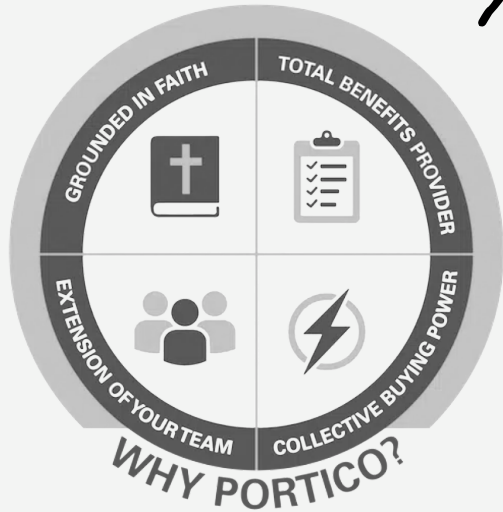 GROUNDED IN FAITH
TOTAL BENEFITS PROVIDER
EXTENSION OF YOUR TEAM
COLLECTIVE BUYING POWER
WHY PORTICO?